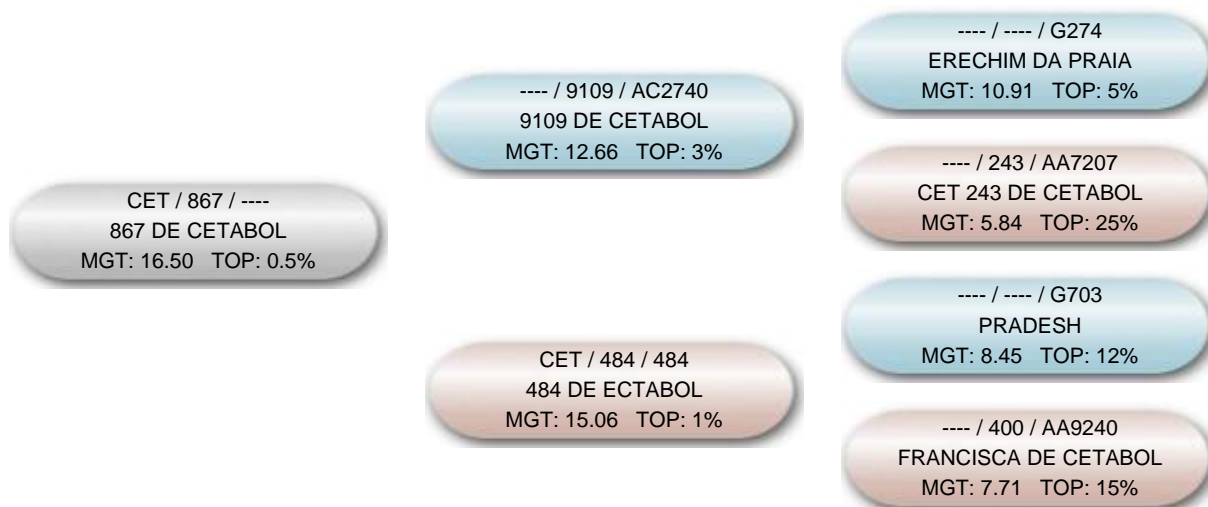 CET / 867 / ----
867 DE CETABOL
MGT: 16.50 TOP: 0.5%
---- / 9109 / AC2740
9109 DE CETABOL
MGT: 12.66 TOP: 3%
CET / 484 / 484
484 DE ECTABOL
MGT: 15.06 TOP: 1%
---- / ---- / G274
ERECHIM DA PRAIA
MGT: 10.91 TOP: 5%
---- / 243 / AA7207
CET 243 DE CETABOL
MGT: 5.84 TOP: 25%
---- / ---- / G703
PRADESH
MGT: 8.45 TOP: 12%
---- / 400 / AA9240
FRANCISCA DE CETABOL
MGT: 7.71 TOP: 15%